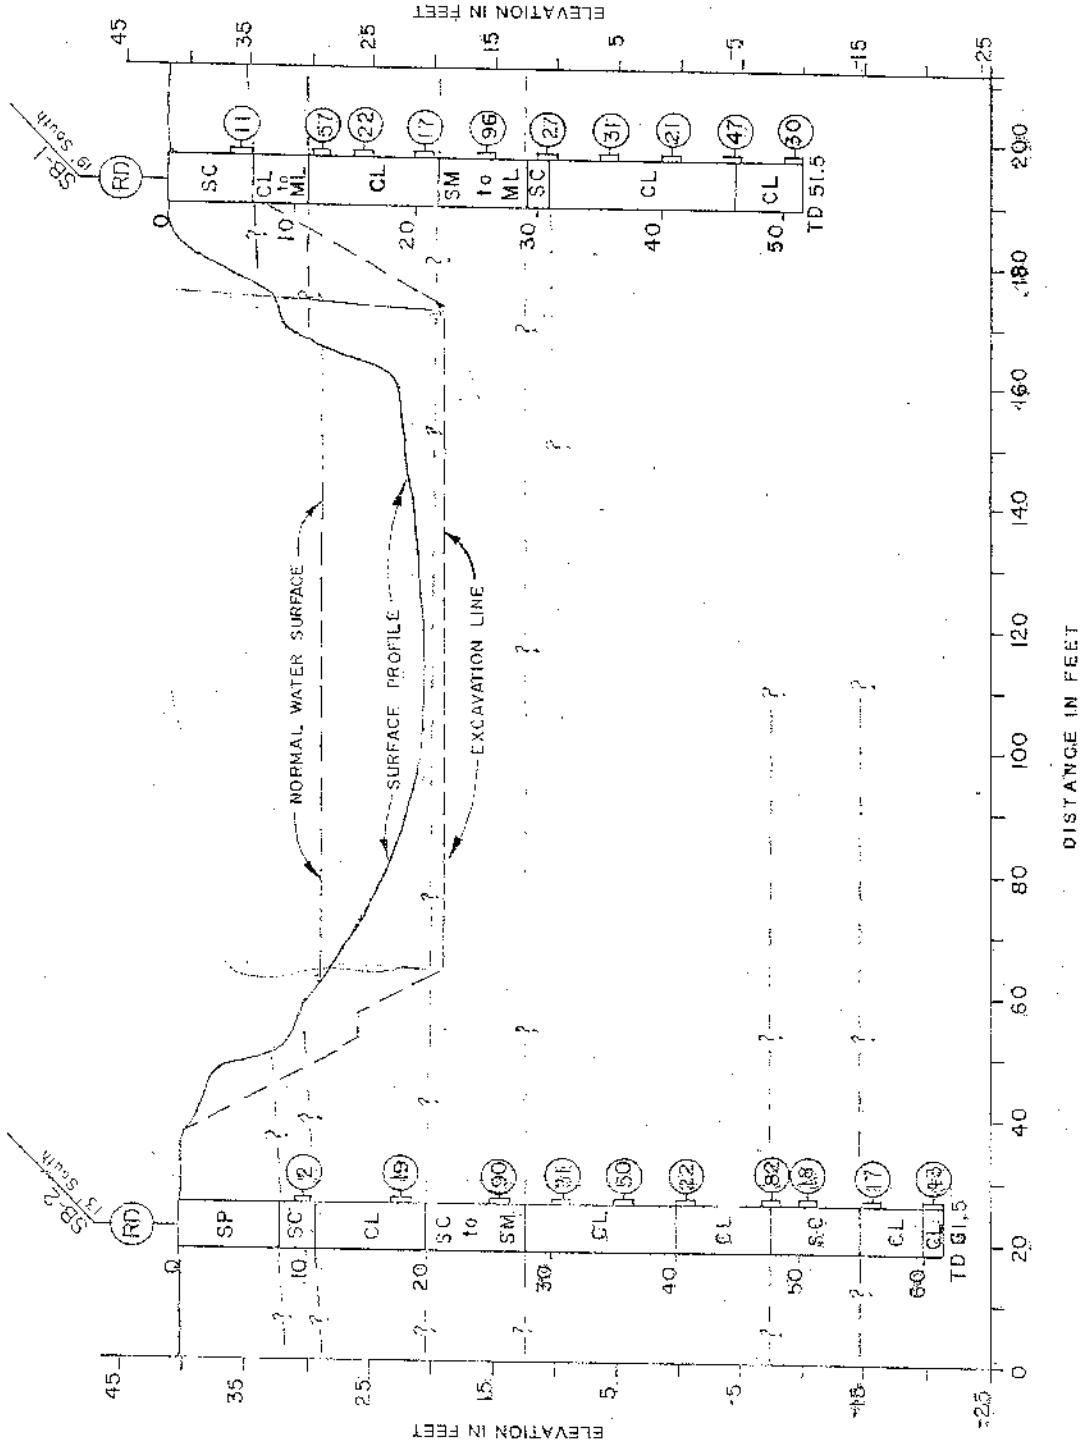 SB-2
13' South
RD
SB-1
19' South
RD
ELEVATION IN FEET
45
35
25
15
5
-5
-15
-25
0
10
20
30
40
50
60
TD 61.5
SP
SC
CL
SC
to
SM
CL
CL
SC
CL
CL
12
19
90
31
50
22
82
18
17
NORMAL WATER SURFACE
SURFACE PROFILE
EXCAVATION LINE
0
10
20
30
40
50
TD 51.5
SC
CL
to
ML
CL
SM
to
ML
SC
CL
CL
11
57
22
17
96
27
31
21
47
30
ELEVATION IN FEET
45
35
25
15
5
-5
-15
-25
0
20
40
60
80
100
120
140
160
180
200
DISTANCE IN FEET